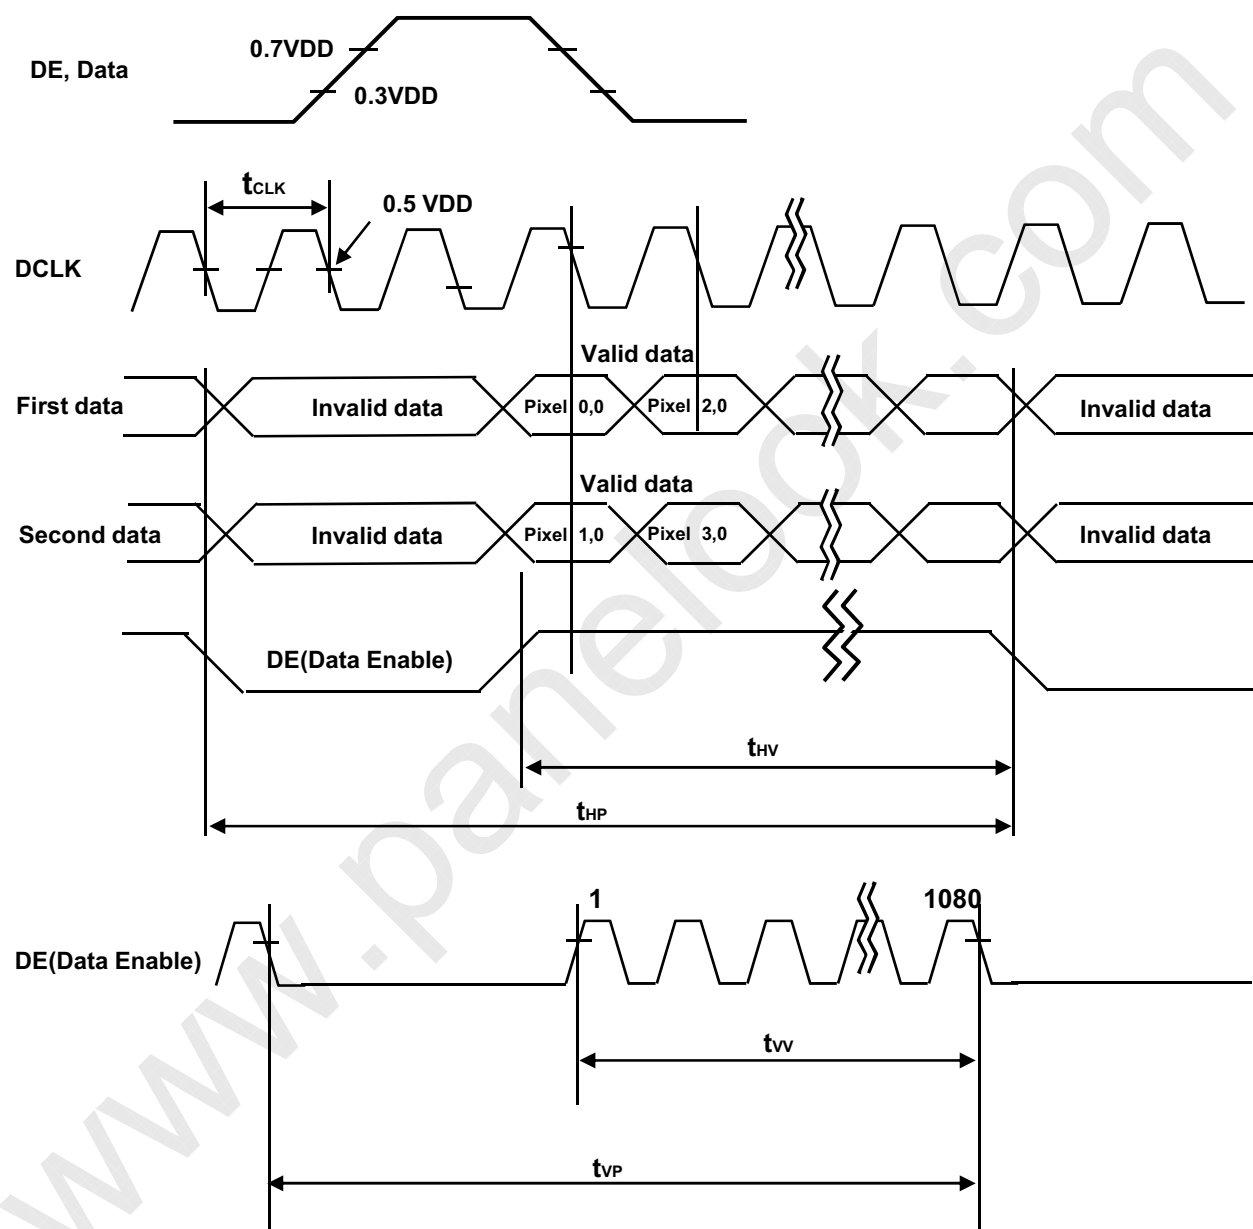 0.7VDD
DE, Data
0.3VDD
tCLK
0.5 VDD
DCLK
Valid data
First data
Invalid data
Pixel 0,0
Pixel 2,0
Invalid data
Valid data
Second data
Invalid data
Pixel 1,0
Pixel 3,0
Invalid data
DE(Data Enable)
tHV
tHP
1
1080
DE(Data Enable)
tVV
tVP
www.panelook.com